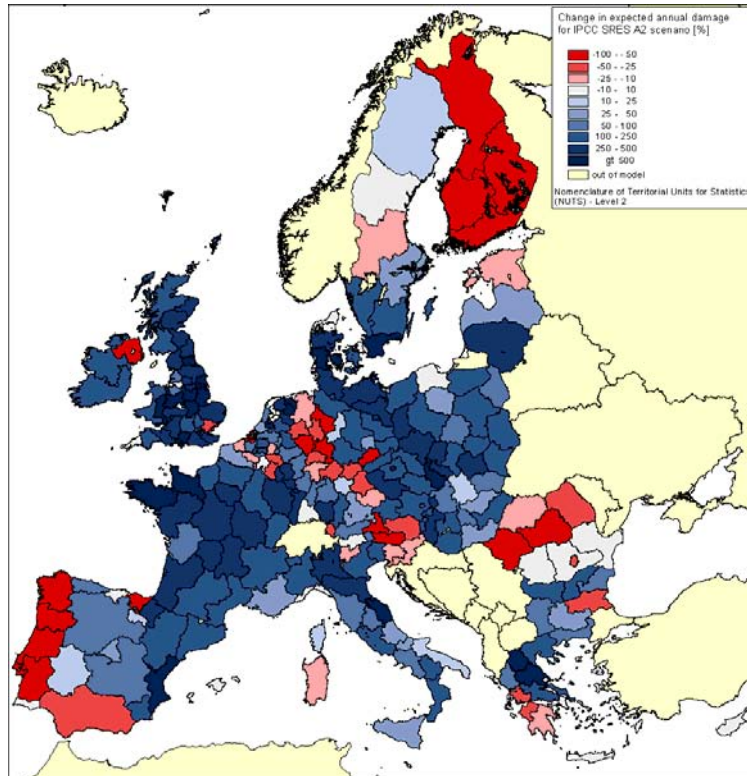 Change in expected annual damage
for IPCC SRES A2 scenario [%]
-100 - -50
-50 - -25
-25 - -10
-10 - 10
10 - 25
25 - 50
50 - 100
100 - 250
250 - 500
gt 500
out of model
Nomenclature of Territorial Units for Statistics
(NUTS) - Level 2